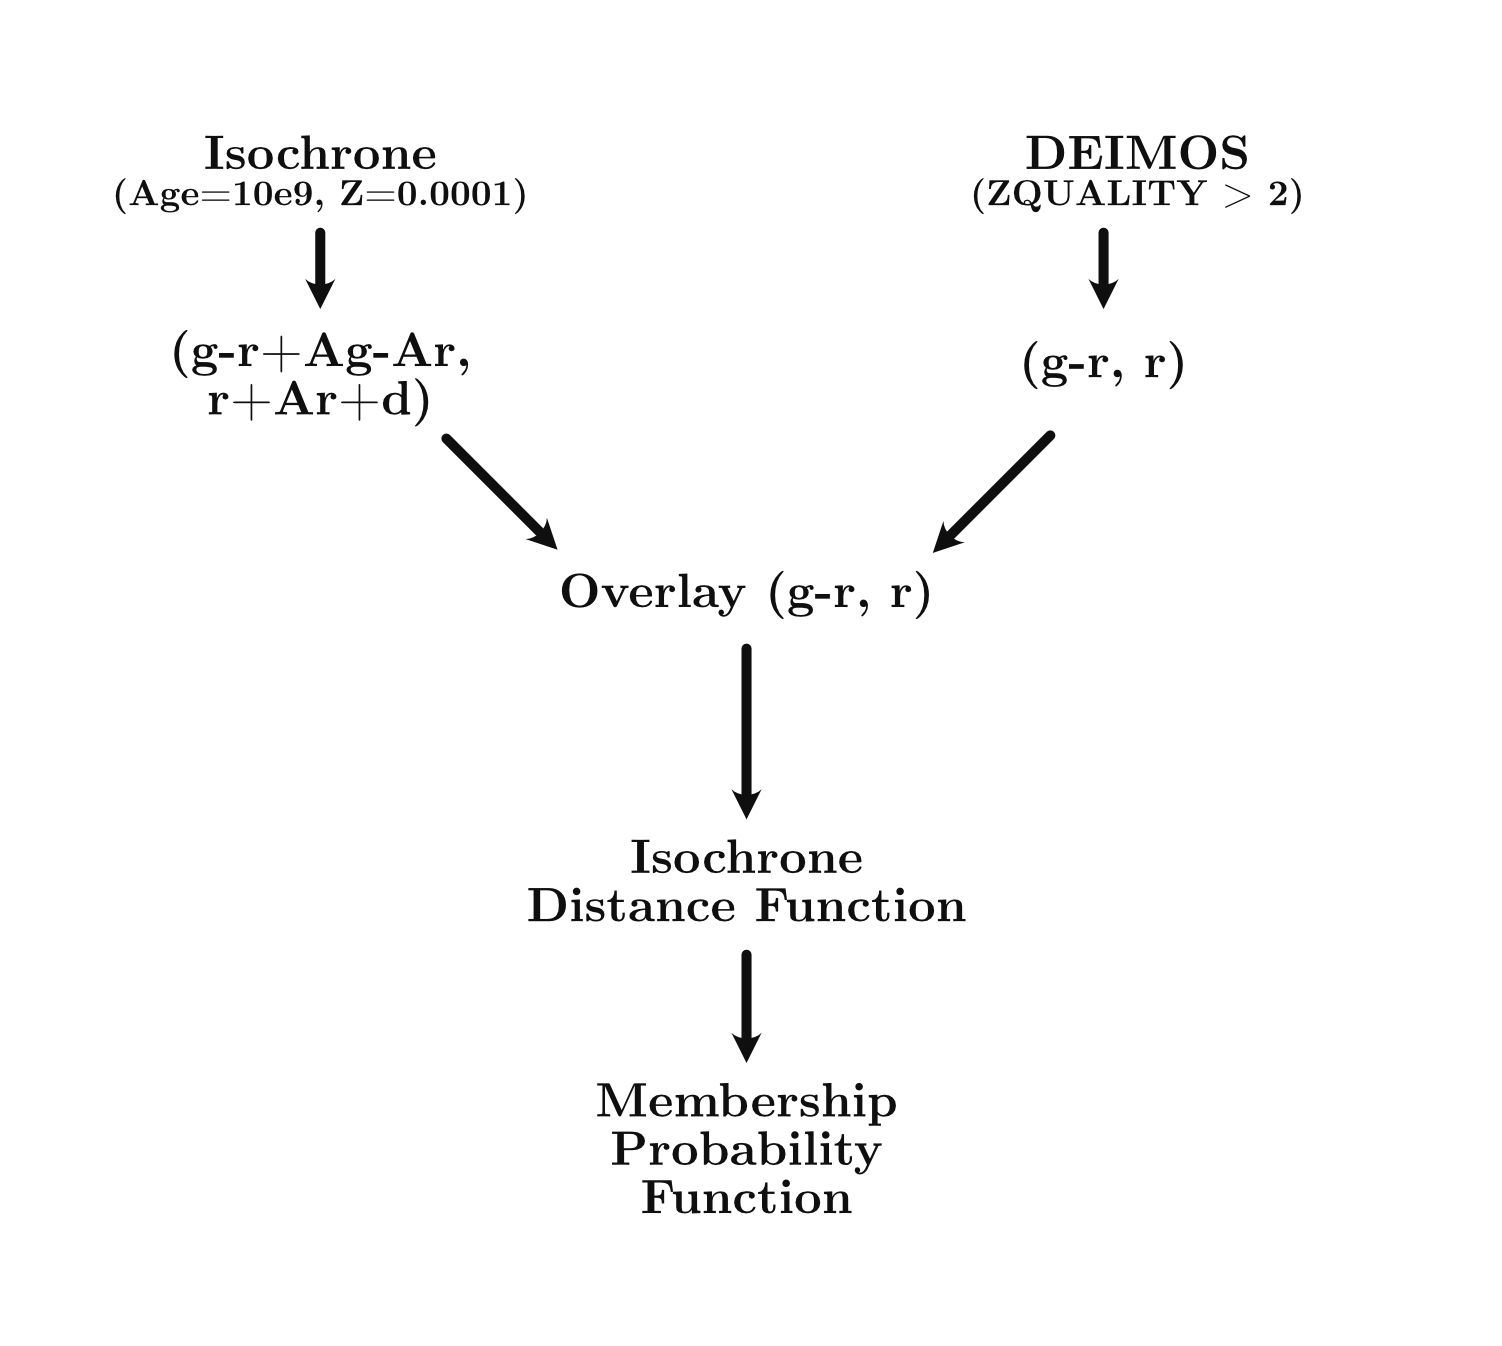 Isochrone
(Age=10e9, Z=0.0001)
DEIMOS
(ZQUALITY > 2)
(g-r+Ag-Ar,
r+Ar+d)
(g-r, r)
Overlay (g-r, r)
Isochrone
Distance Function
Membership
Probability
Function